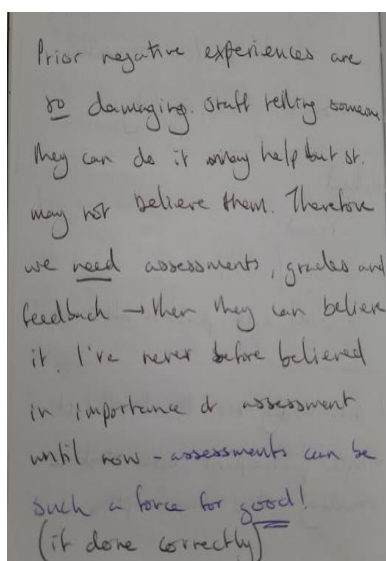 Prior negative experiences are
so damaging. Staff telling someone
they can do it may help but st.
may not believe them. Therefore
we need assessments, grades and
feedback → then they can believe
it. I've never before believed
in importance of assessment
until now - assessments can be
such a force for good!
(if done correctly)